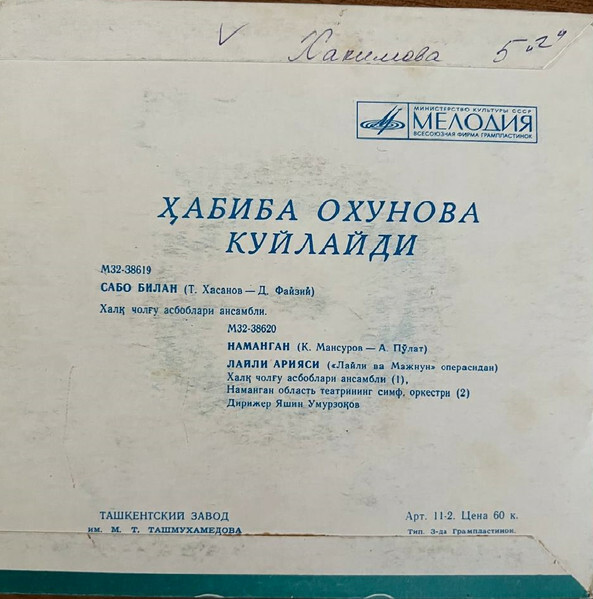 V Хакимова 5 "г"
МИНИСТЕРСТВО КУЛЬТУРЫ СССР
МЕЛОДИЯ
ВСЕСОЮЗНАЯ ФИРМА ГРАМПЛАСТИНОК
ҲАБИБА ОХУНОВА
КУЙЛАЙДИ
М32-38619
САБО БИЛАН (Т. Хасанов — Д. Файзий)
Халқ чолғу асбоблари ансамбли.
М32-38620
НАМАНГАН (К. Мансуров — А. Пўлат)
ЛАЙЛИ АРИЯСИ («Лайли ва Мажнун» операсидан)
Халқ чолғу асбоблари ансамбли (1),
Наманган область театрининг симф. оркестри (2)
Дирижер Яшин Умурзоқов
ТАШКЕНТСКИЙ ЗАВОД
им. М. Т. ТАШМУХАМЕДОВА
Арт. 11-2. Цена 60 к.
Тип. З-да Грампластинок.